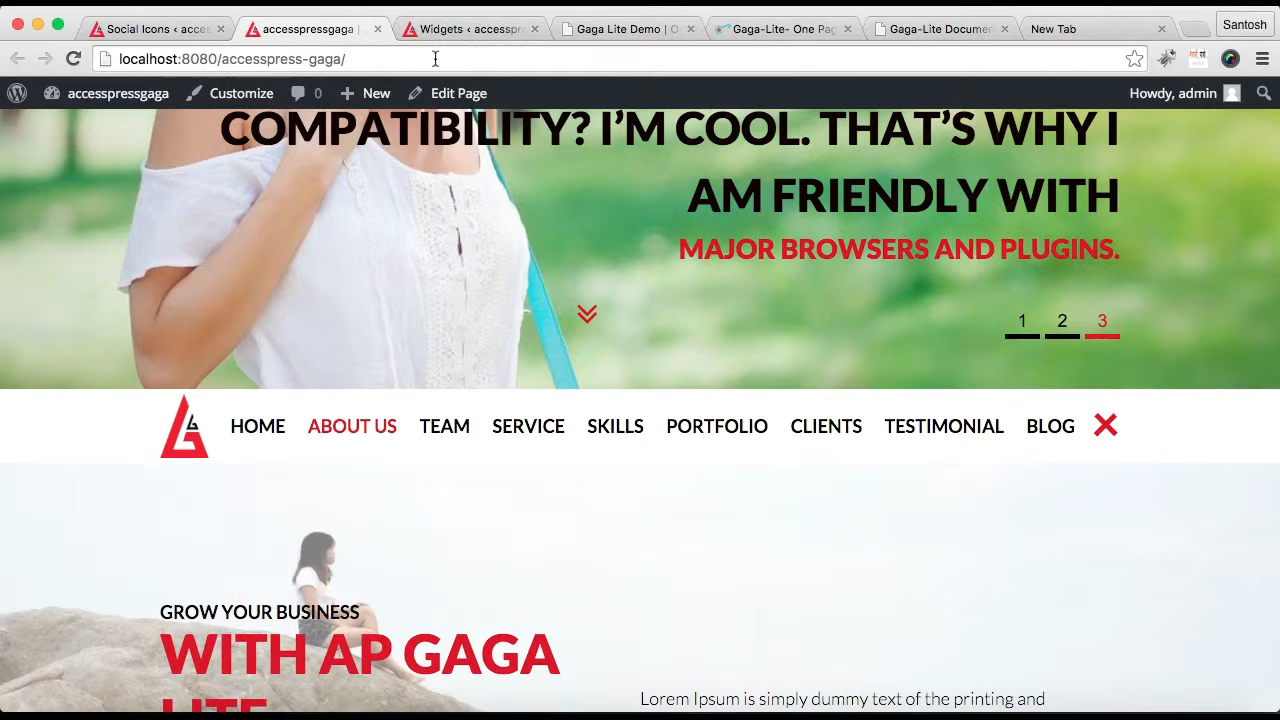 Social Icons ‹ acces
accesspressgaga |
Widgets ‹ accesspr
Gaga Lite Demo | O
Gaga-Lite- One Pag
Gaga-Lite Documen
New Tab
Santosh
localhost:8080/accesspress-gaga/
accesspressgaga
Customize
0
New
Edit Page
Howdy, admin
COMPATIBILITY? I'M COOL. THAT'S WHY I
AM FRIENDLY WITH
MAJOR BROWSERS AND PLUGINS.
1 2 3
HOME ABOUT US TEAM SERVICE SKILLS PORTFOLIO CLIENTS TESTIMONIAL BLOG
GROW YOUR BUSINESS
WITH AP GAGA
LITE
Lorem Ipsum is simply dummy text of the printing and